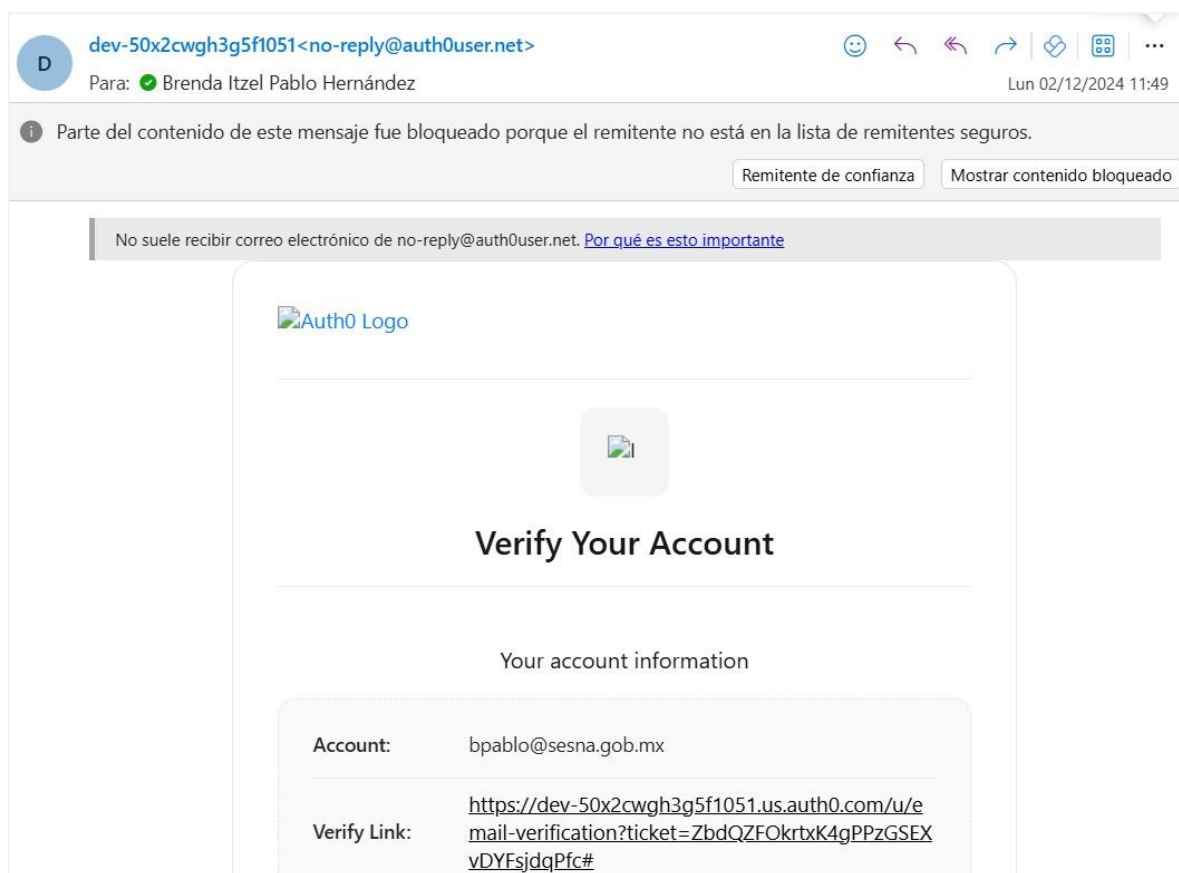 dev-50x2cwgh3g5f1051<no-reply@auth0user.net>
D
Para: Brenda Itzel Pablo Hernández
Lun 02/12/2024 11:49
Parte del contenido de este mensaje fue bloqueado porque el remitente no está en la lista de remitentes seguros.
Remitente de confianza
Mostrar contenido bloqueado
No suele recibir correo electrónico de no-reply@auth0user.net. Por qué es esto importante
Auth0 Logo
I
Verify Your Account
Your account information
Account: bpablo@sesna.gob.mx
https://dev-50x2cwgh3g5f1051.us.auth0.com/u/e
Verify Link: mail-verification?ticket=ZbdQZFOkrtxK4gPPzGSEX
vDYFsjdqPfc#